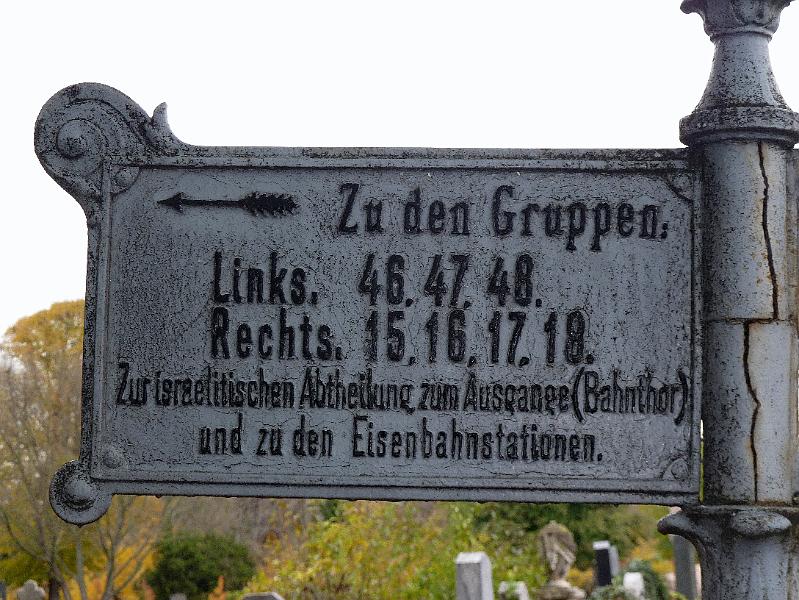 Zu den Gruppen:
Links. 46. 47. 48.
Rechts. 15. 16. 17. 18.
Zur israelitischen Abtheilung, zum Ausgange (Bahnthor)
und zu den Eisenbahnstationen.